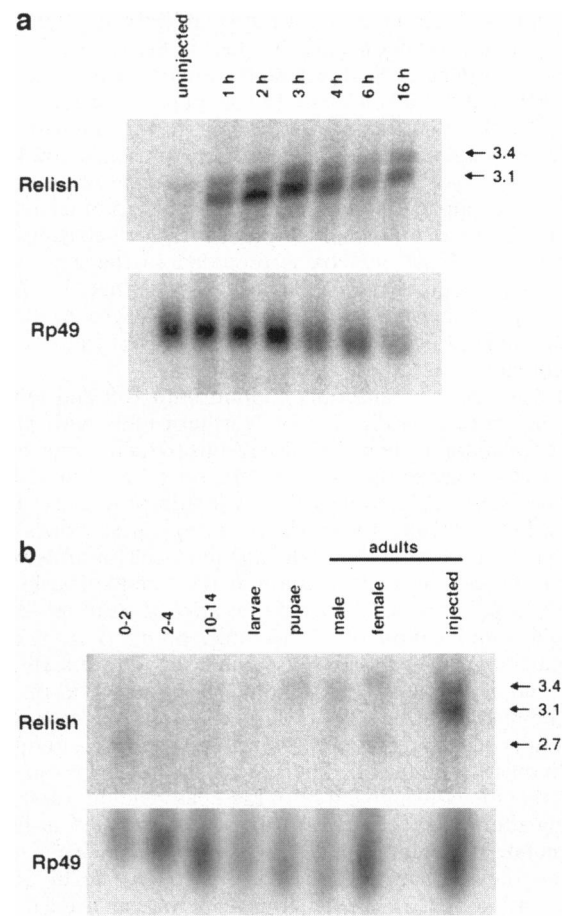 a
uninjected 1 h 2 h 3 h 4 h 6 h 16 h
Relish
← 3.4
← 3.1
Rp49
b
adults
0-2 2-4 10-14 larvae pupae male female injected
Relish
← 3.4
← 3.1
← 2.7
Rp49